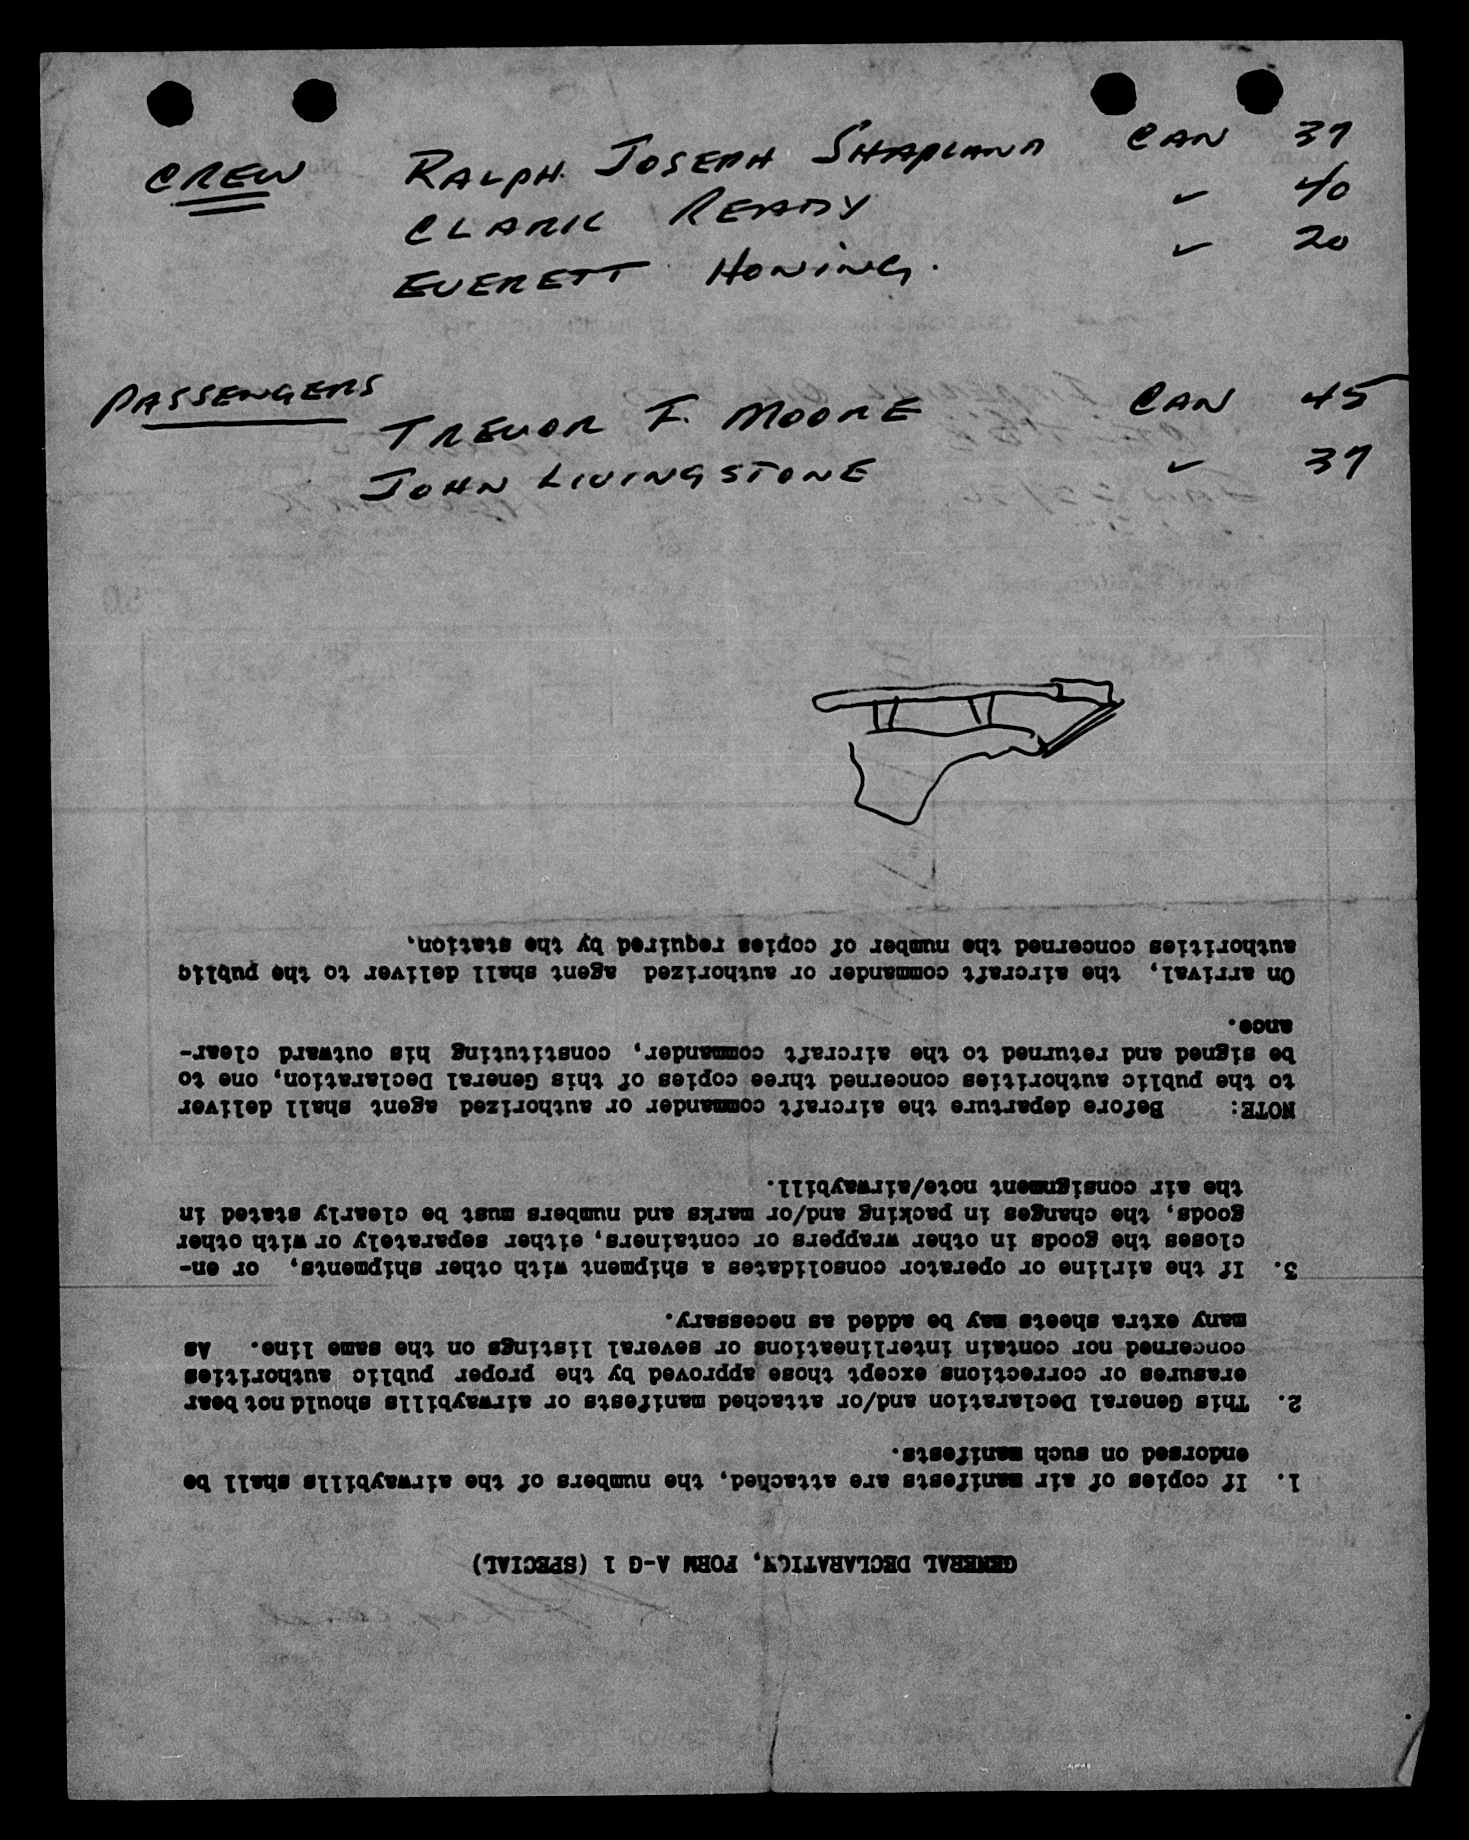 CREW RALPH JOSEPH SHAPLAND CAN 37
CLARK READY " 40
EVERETT HONING. " 20
PASSENGERS
TREVOR F. MOORE CAN 45
JOHN LIVINGSTONE " 37
GENERAL DECLARATION, FORM A-G 1 (SPECIAL)
1. If copies of air manifests are attached, the numbers of the airwaybills shall be
endorsed on such manifests.
2. This General Declaration and/or attached manifests or airwaybills should not bear
erasures or corrections except those approved by the proper public authorities
concerned nor contain interlineations or several listings on the same line. As
many extra sheets may be added as necessary.
3. If the airline or operator consolidates a shipment with other shipments, or en-
closes the goods in other wrappers or containers, either separately or with other
goods, the changes in packing and/or marks and numbers must be clearly stated in
the air consignment note/airwaybill.
NOTE: Before departure the aircraft commander or authorized agent shall deliver
to the public authorities concerned three copies of this General Declaration, one to
be signed and returned to the aircraft commander, constituting his outward clear-
ance.
On arrival, the aircraft commander or authorized agent shall deliver to the public
authorities concerned the number of copies required by the station.